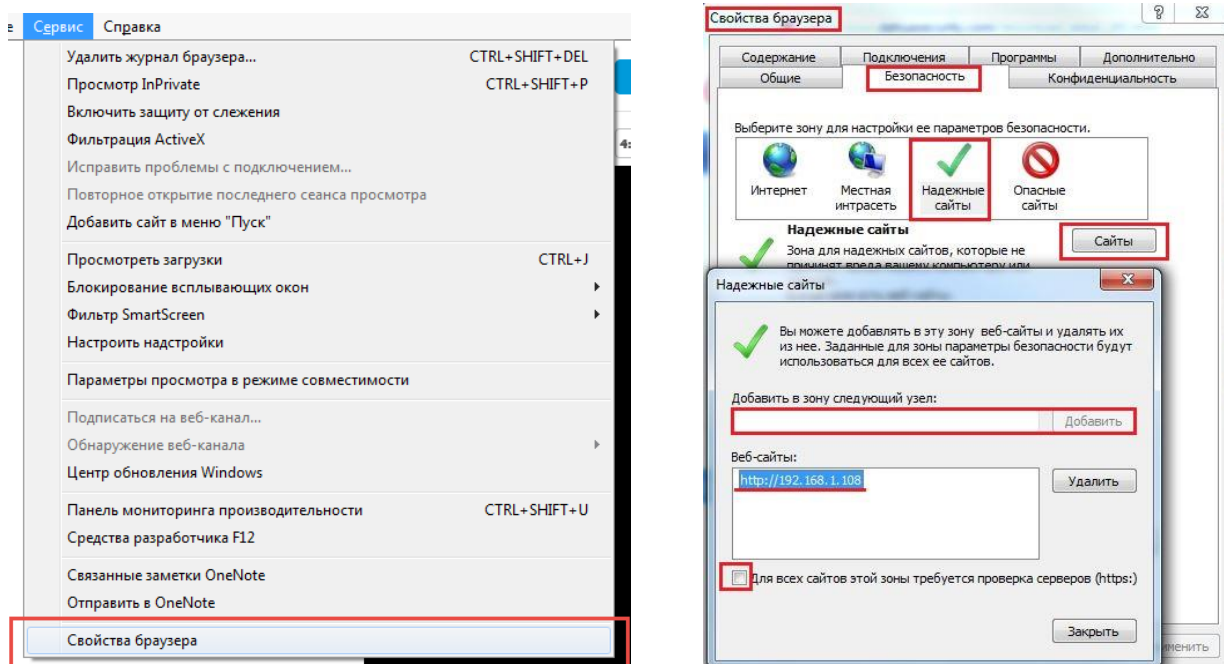 е Сервис Справка
Удалить журнал браузера... CTRL+SHIFT+DEL
Просмотр InPrivate CTRL+SHIFT+P
Включить защиту от слежения
Фильтрация ActiveX
Исправить проблемы с подключением...
Повторное открытие последнего сеанса просмотра
Добавить сайт в меню "Пуск"
Просмотреть загрузки CTRL+J
Блокирование всплывающих окон
Фильтр SmartScreen
Настроить надстройки
Параметры просмотра в режиме совместимости
Подписаться на веб-канал...
Обнаружение веб-канала
Центр обновления Windows
Панель мониторинга производительности CTRL+SHIFT+U
Средства разработчика F12
Связанные заметки OneNote
Отправить в OneNote
Свойства браузера
4:
Свойства браузера
Содержание Подключения Программы Дополнительно
Общие Безопасность Конфиденциальность
Выберите зону для настройки ее параметров безопасности.
Интернет Местная интрасеть Надежные сайты Опасные сайты
Надежные сайты
Сайты
Зона для надежных сайтов, которые не
причинят вреда вашему компьютеру или
Надежные сайты
Вы можете добавлять в эту зону веб-сайты и удалять их
из нее. Заданные для зоны параметры безопасности будут
использоваться для всех ее сайтов.
Добавить в зону следующий узел:
Добавить
Веб-сайты:
http://192.168.1.108
Удалить
Для всех сайтов этой зоны требуется проверка серверов (https:)
Закрыть
менить